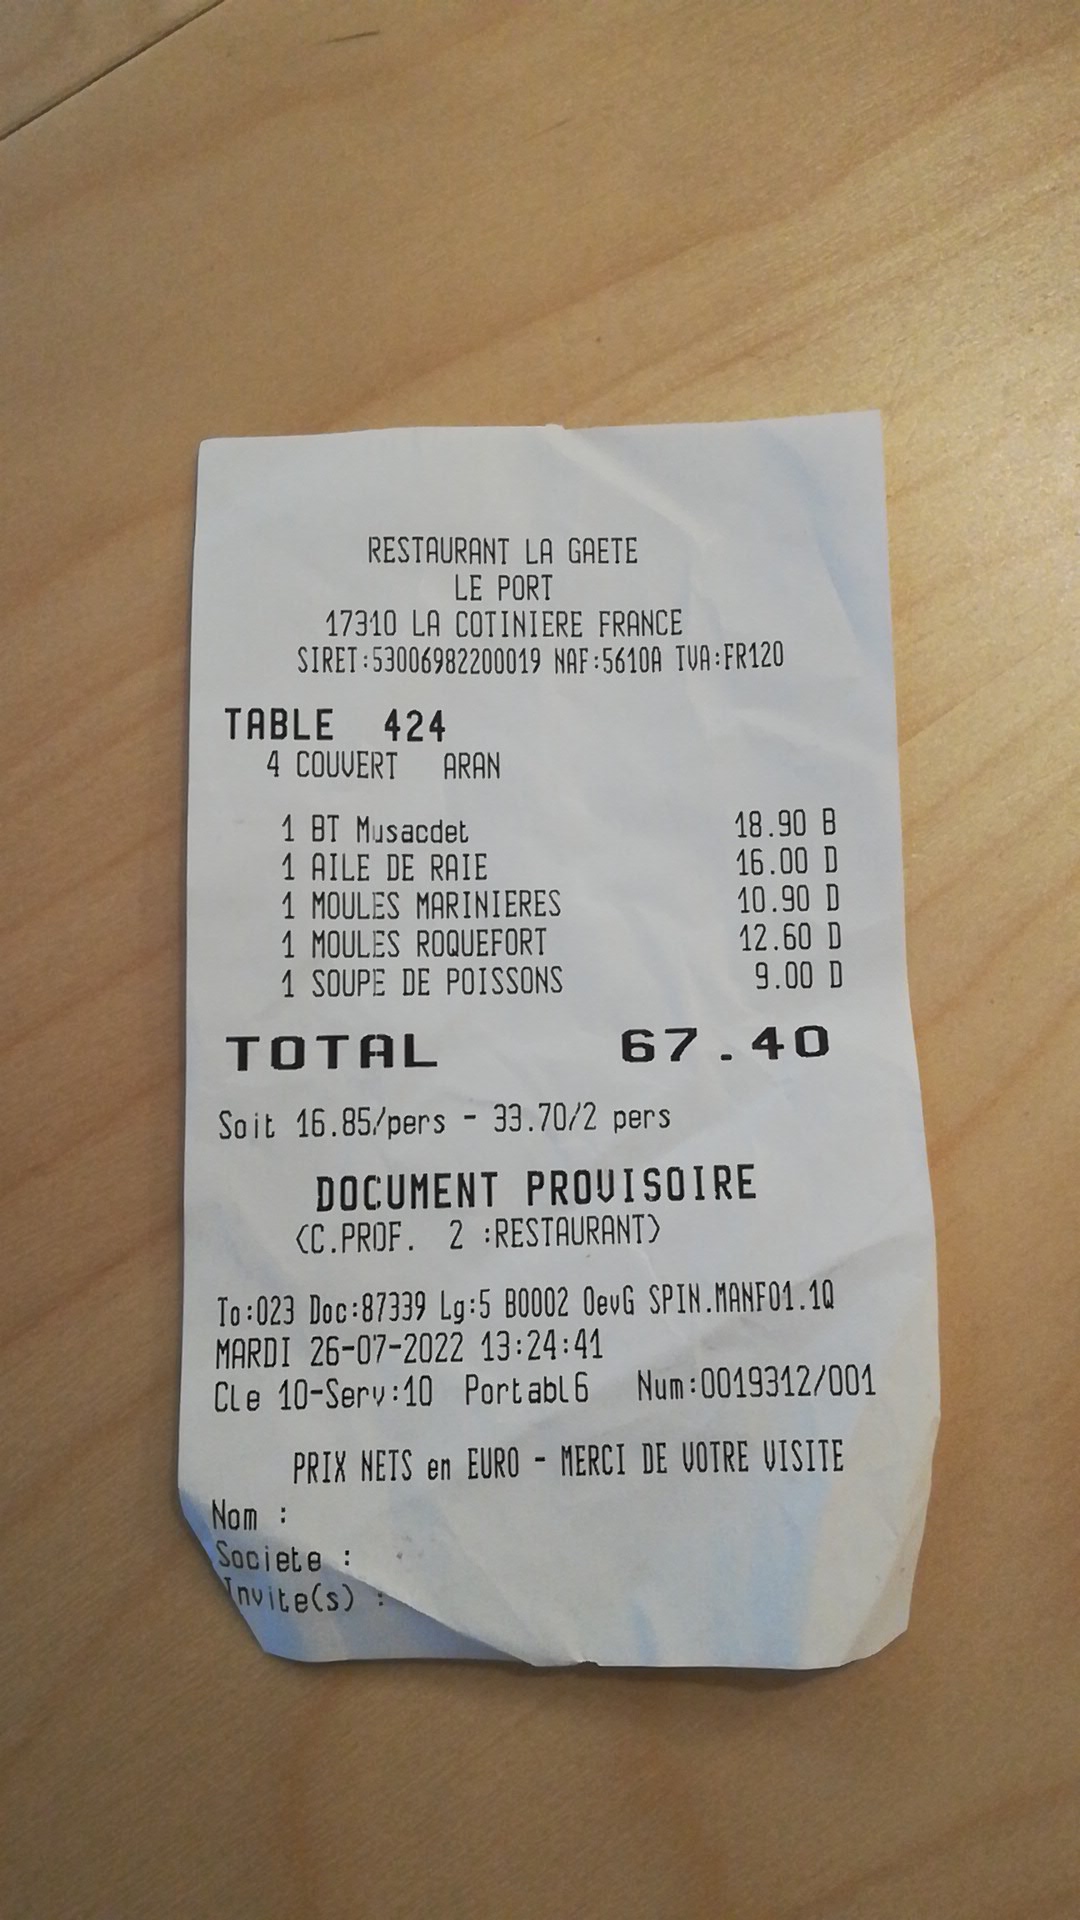 RESTAURANT LA GAETE
LE PORT
17310 LA COTINIERE FRANCE
SIRET:53006982200019 NAF:5610A TVA:FR120
TABLE 424
4 COUVERT ARAN
1 BT Musacdet 18.90 B
1 AILE DE RAIE 16.00 D
1 MOULES MARINIERES 10.90 D
1 MOULES ROQUEFORT 12.60 D
1 SOUPE DE POISSONS 9.00 D
TOTAL 67.40
Soit 16.85/pers - 33.70/2 pers
DOCUMENT PROVISOIRE
(C.PROF. 2 :RESTAURANT)
To:023 Doc:87339 Lg:5 B0002 OevG SPIN.MANF01.1Q
MARDI 26-07-2022 13:24:41
Cle 10-Serv:10 Portabl6 Num:0019312/001
PRIX NETS en EURO - MERCI DE VOTRE VISITE
Nom :
Societe :
Invite(s) :